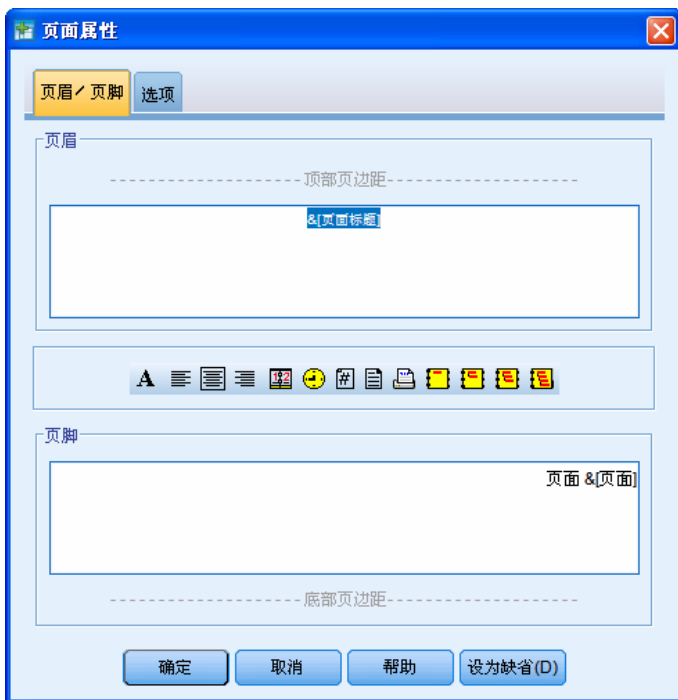 页面属性
页眉/页脚 选项
页眉
--------------------顶部页边距--------------------
&[页面标题]
A
页脚
页面 &[页面]
--------------------底部页边距--------------------
确定 取消 帮助 设为缺省(D)